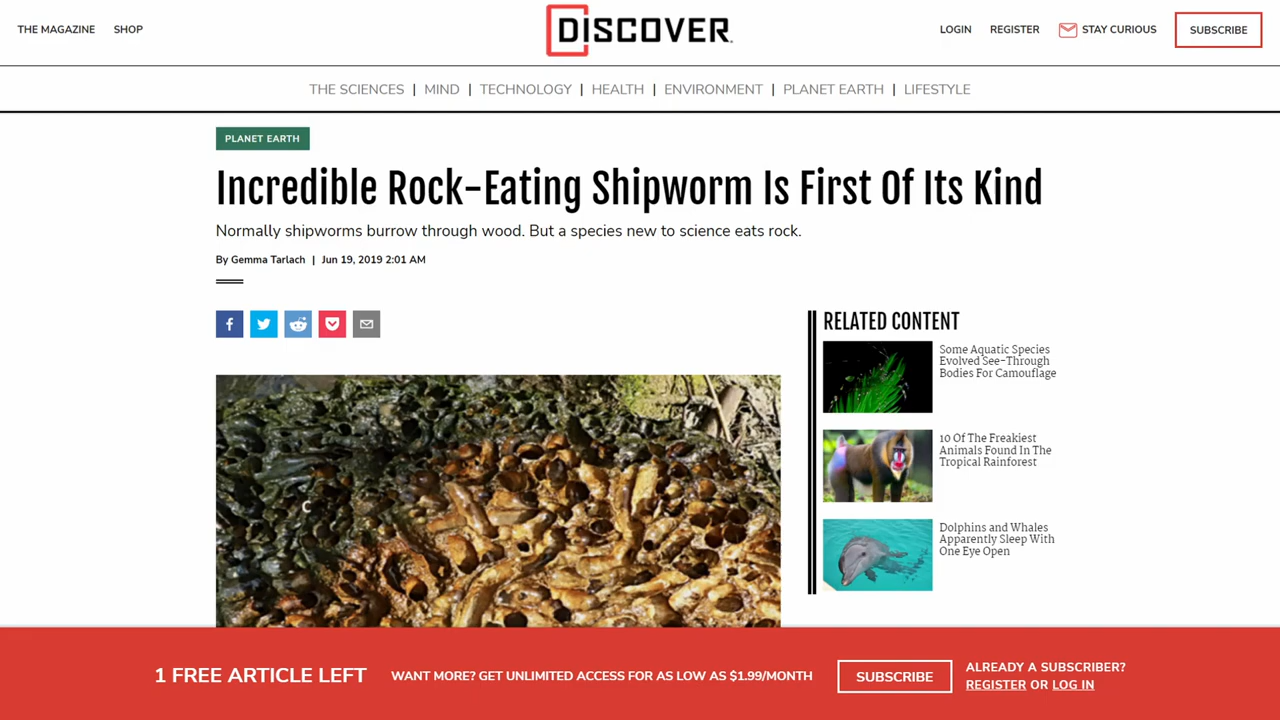 THE MAGAZINE SHOP DISCOVER LOGIN REGISTER STAY CURIOUS SUBSCRIBE
THE SCIENCES | MIND | TECHNOLOGY | HEALTH | ENVIRONMENT | PLANET EARTH | LIFESTYLE
PLANET EARTH
Incredible Rock-Eating Shipworm Is First Of Its Kind
Normally shipworms burrow through wood. But a species new to science eats rock.
By Gemma Tarlach | Jun 19, 2019 2:01 AM
RELATED CONTENT
Some Aquatic Species
Evolved See-Through
Bodies For Camouflage
10 Of The Freakiest
Animals Found In The
Tropical Rainforest
Dolphins and Whales
Apparently Sleep With
One Eye Open
C
1 FREE ARTICLE LEFT WANT MORE? GET UNLIMITED ACCESS FOR AS LOW AS $1.99/MONTH SUBSCRIBE
ALREADY A SUBSCRIBER?
REGISTER OR LOG IN